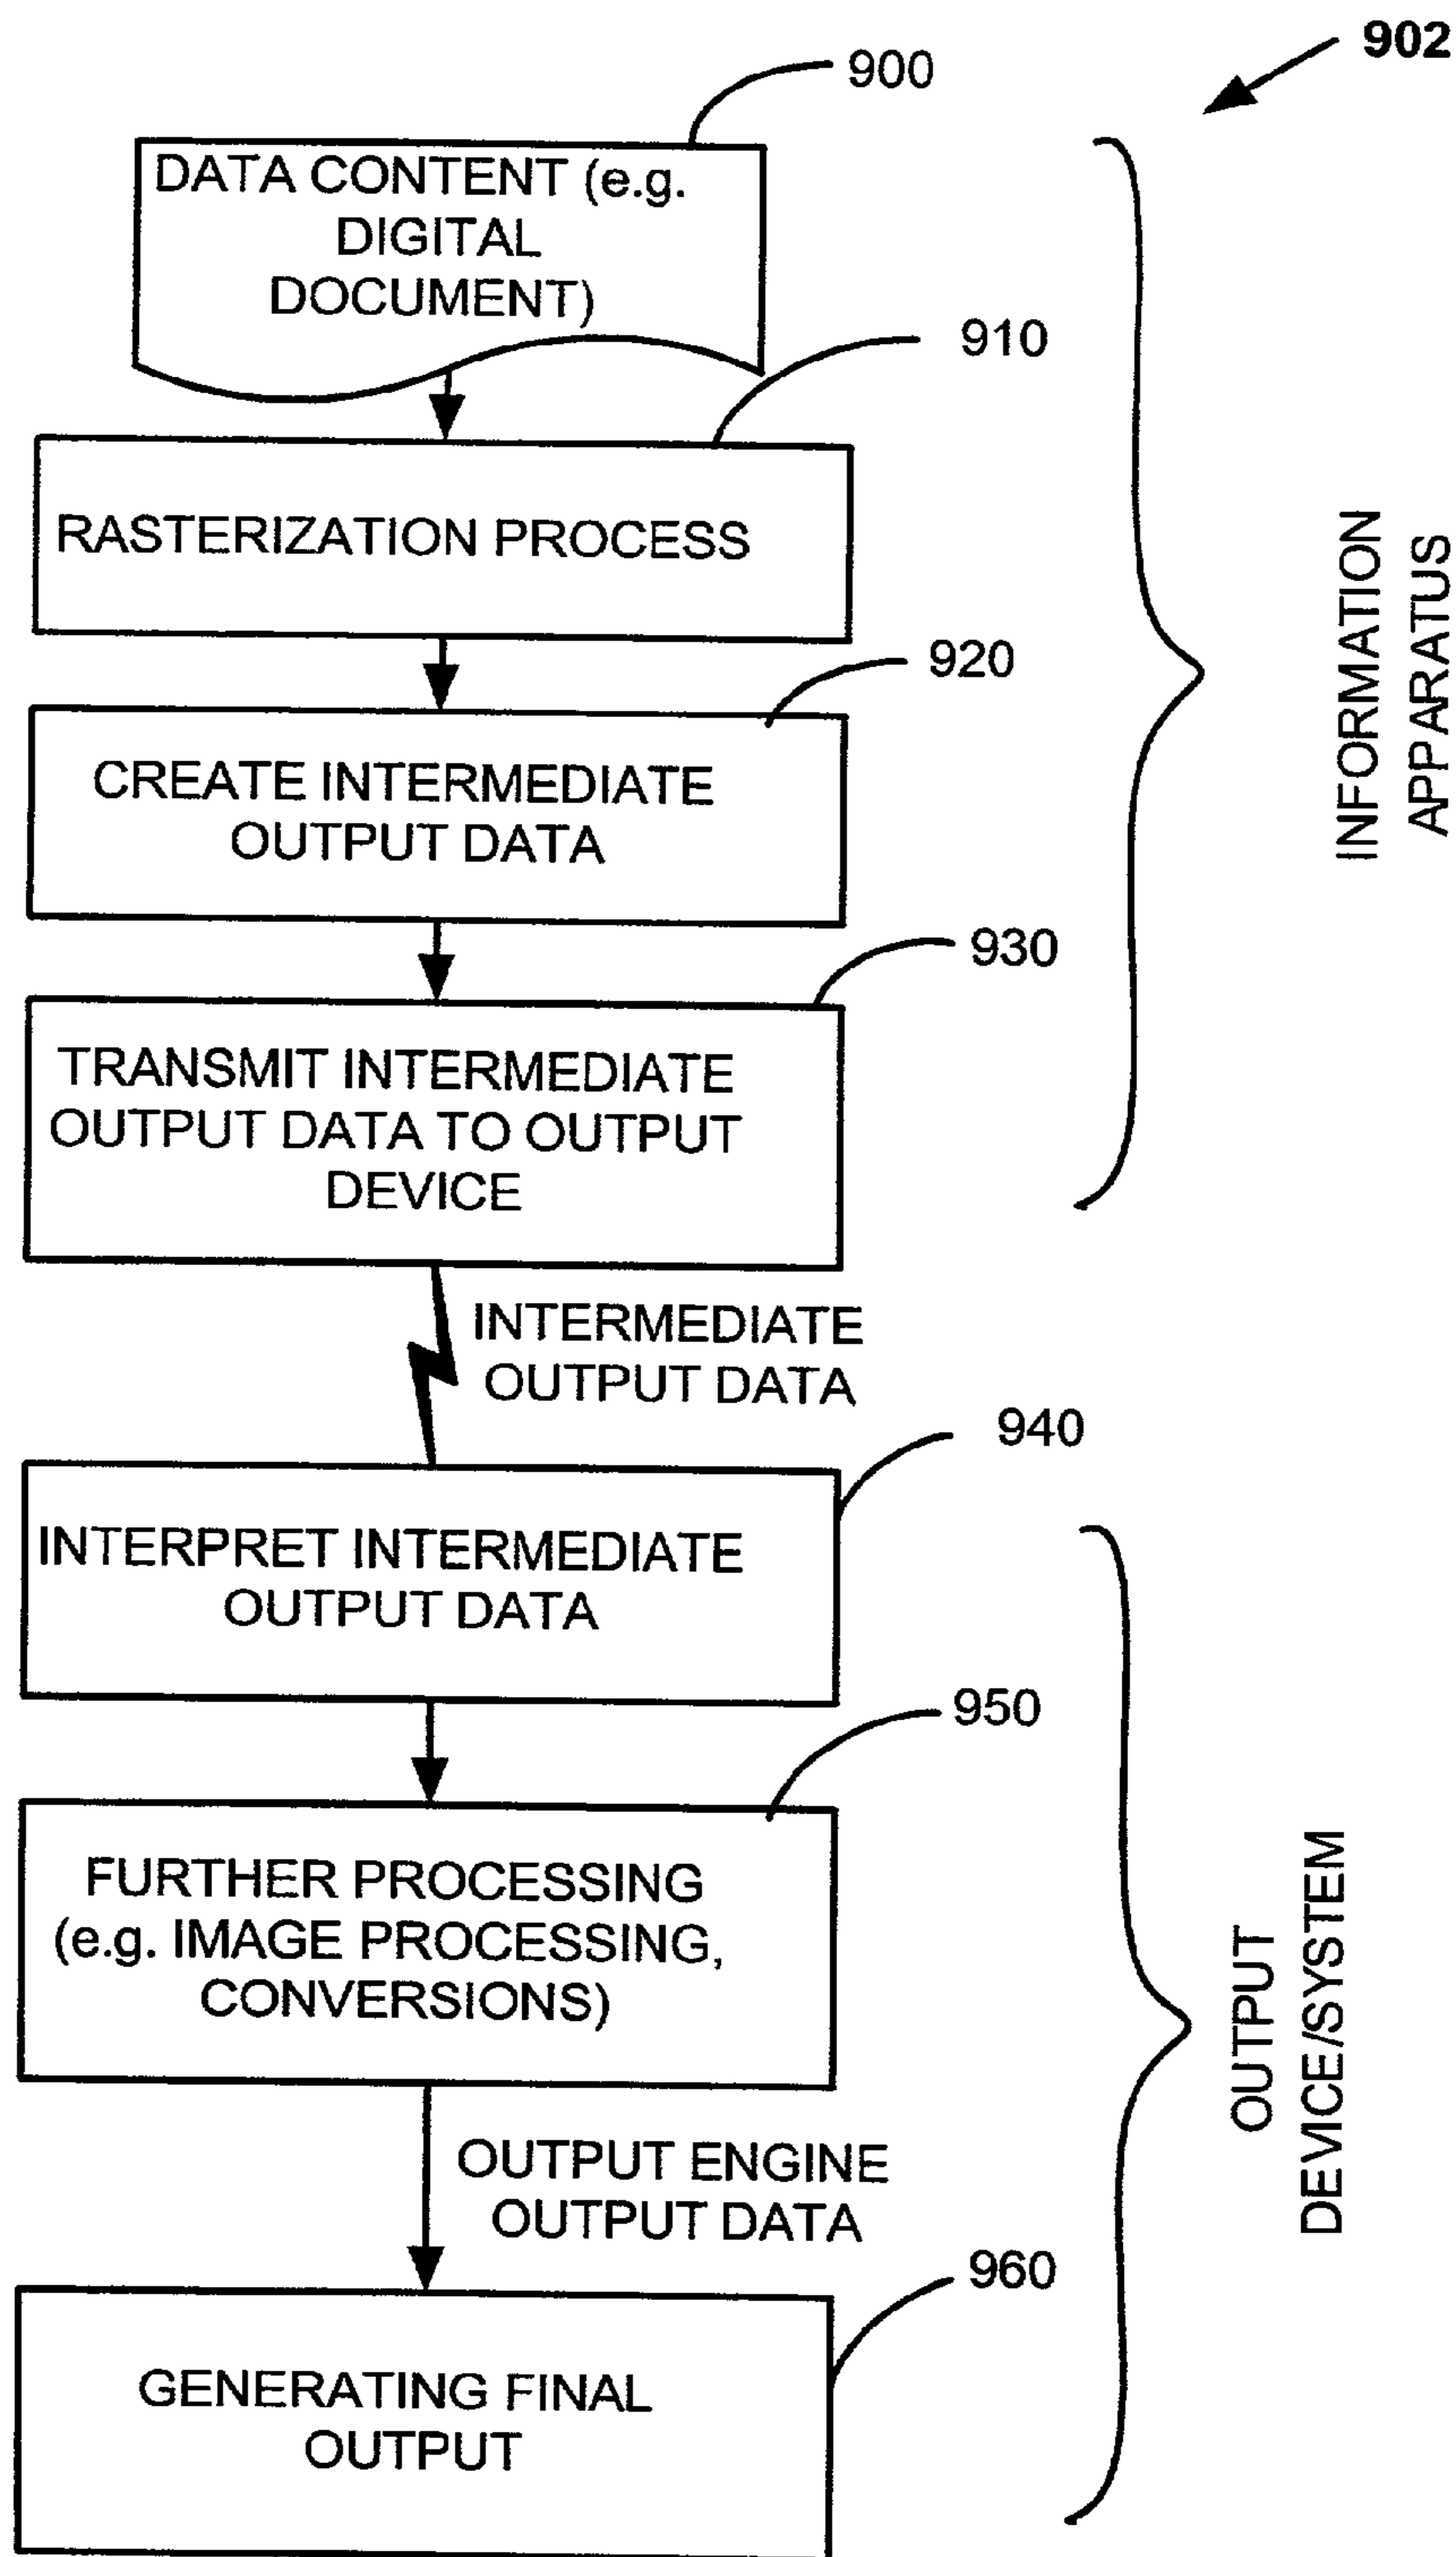 902
900
DATA CONTENT (e.g.
DIGITAL
DOCUMENT)
910
RASTERIZATION PROCESS
920
CREATE INTERMEDIATE
OUTPUT DATA
930
TRANSMIT INTERMEDIATE
OUTPUT DATA TO OUTPUT
DEVICE
INFORMATION
APPARATUS
INTERMEDIATE
OUTPUT DATA
940
INTERPRET INTERMEDIATE
OUTPUT DATA
950
FURTHER PROCESSING
(e.g. IMAGE PROCESSING,
CONVERSIONS)
OUTPUT ENGINE
OUTPUT DATA
960
GENERATING FINAL
OUTPUT
OUTPUT
DEVICE/SYSTEM